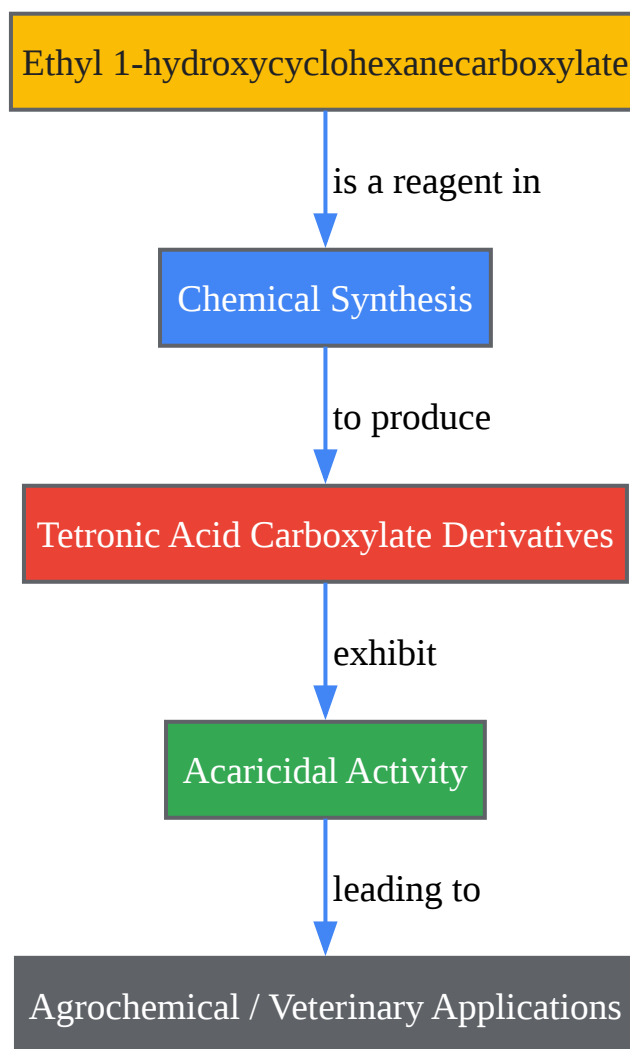 Ethyl 1-hydroxycyclohexanecarboxylate
is a reagent in
Chemical Synthesis
to produce
Tetronic Acid Carboxylate Derivatives
exhibit
Acaricidal Activity
leading to
Agrochemical / Veterinary Applications